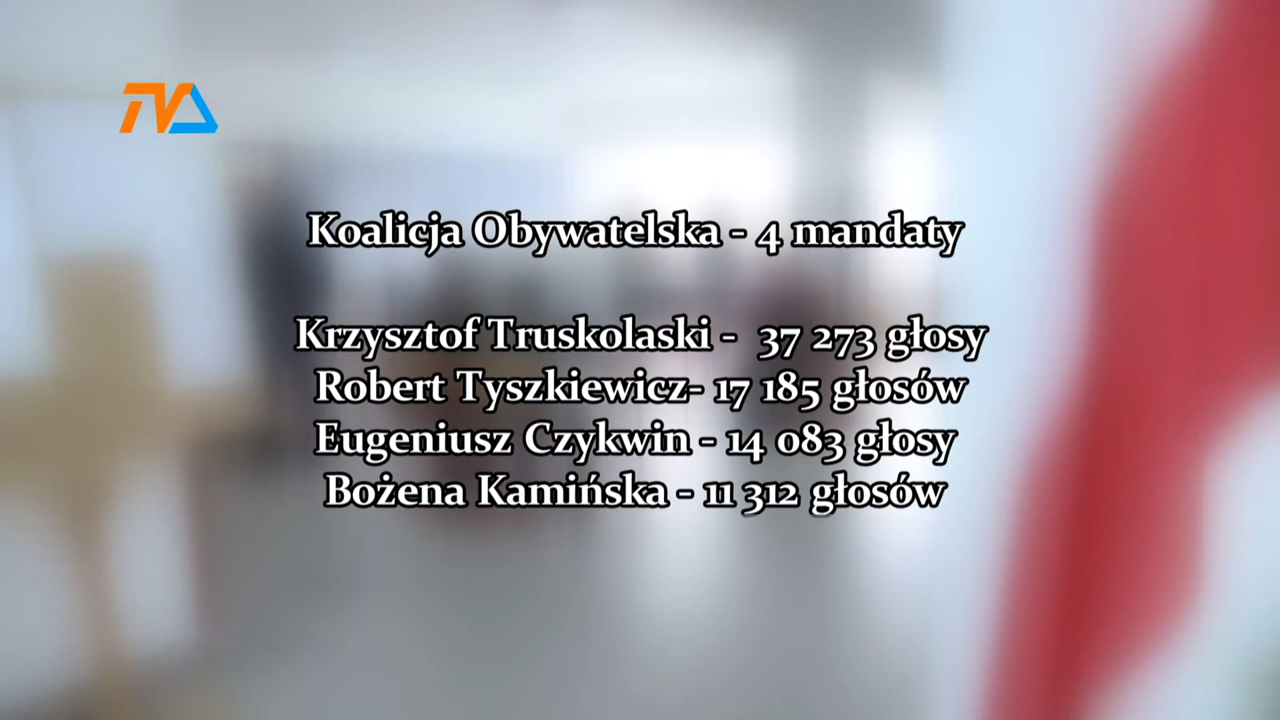 TVA
Koalicja Obywatelska - 4 mandaty
Krzysztof Truskolaski - 37 273 głosy
Robert Tyszkiewicz- 17 185 głosów
Eugeniusz Czykwin - 14 083 głosy
Bożena Kamińska - 11 312 głosów